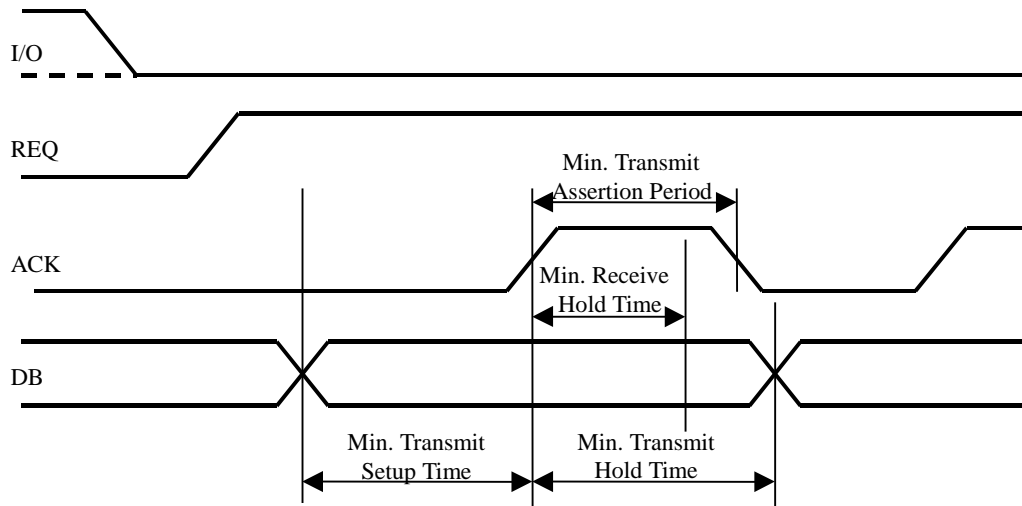 I/O
REQ
Min. Transmit
Assertion Period
ACK
Min. Receive
Hold Time
DB
Min. Transmit
Setup Time
Min. Transmit
Hold Time